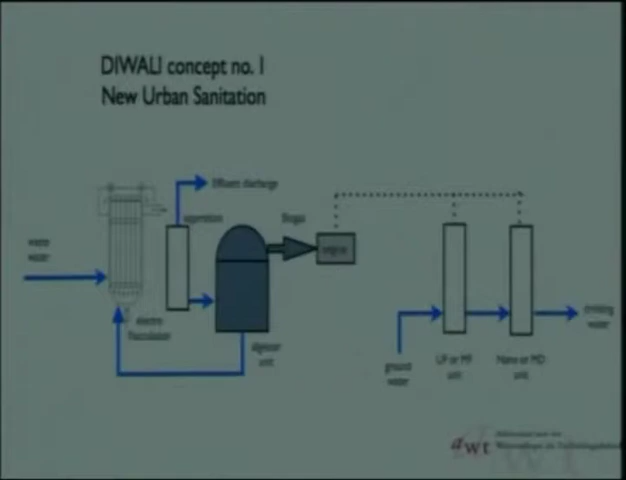 DIWALI concept no. 1
New Urban Sanitation
Effluent discharge
separation
Biogas
engine
waste
water
electro
flocculation
digester
unit
ground
water
UF or MF
unit
Nano or MD
unit
drinking
water
awt